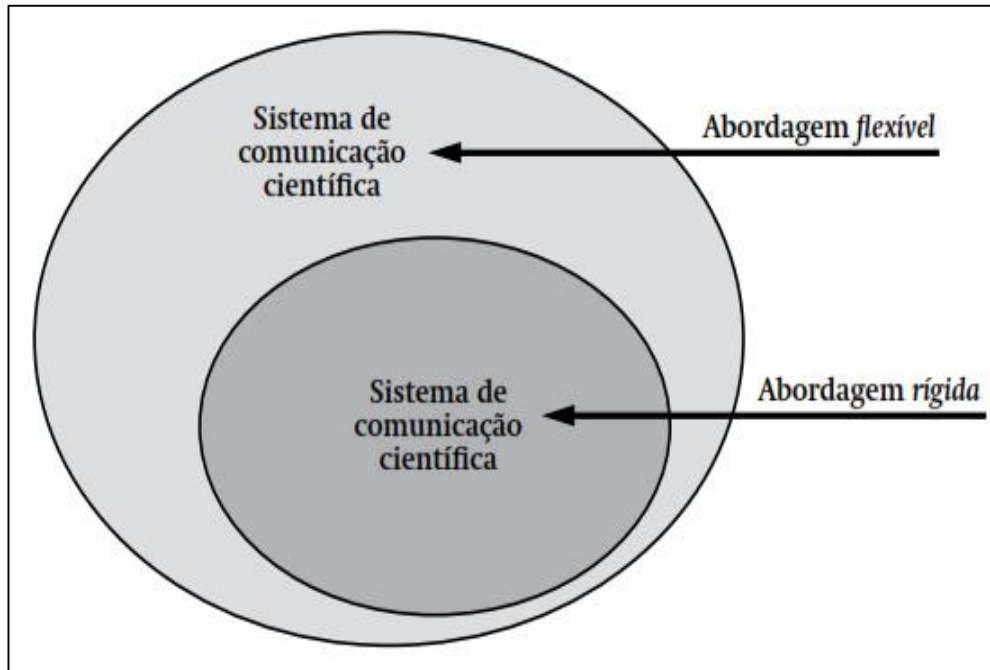 Sistema de
comunicação
científica
Abordagem flexível
Sistema de
comunicação
científica
Abordagem rígida